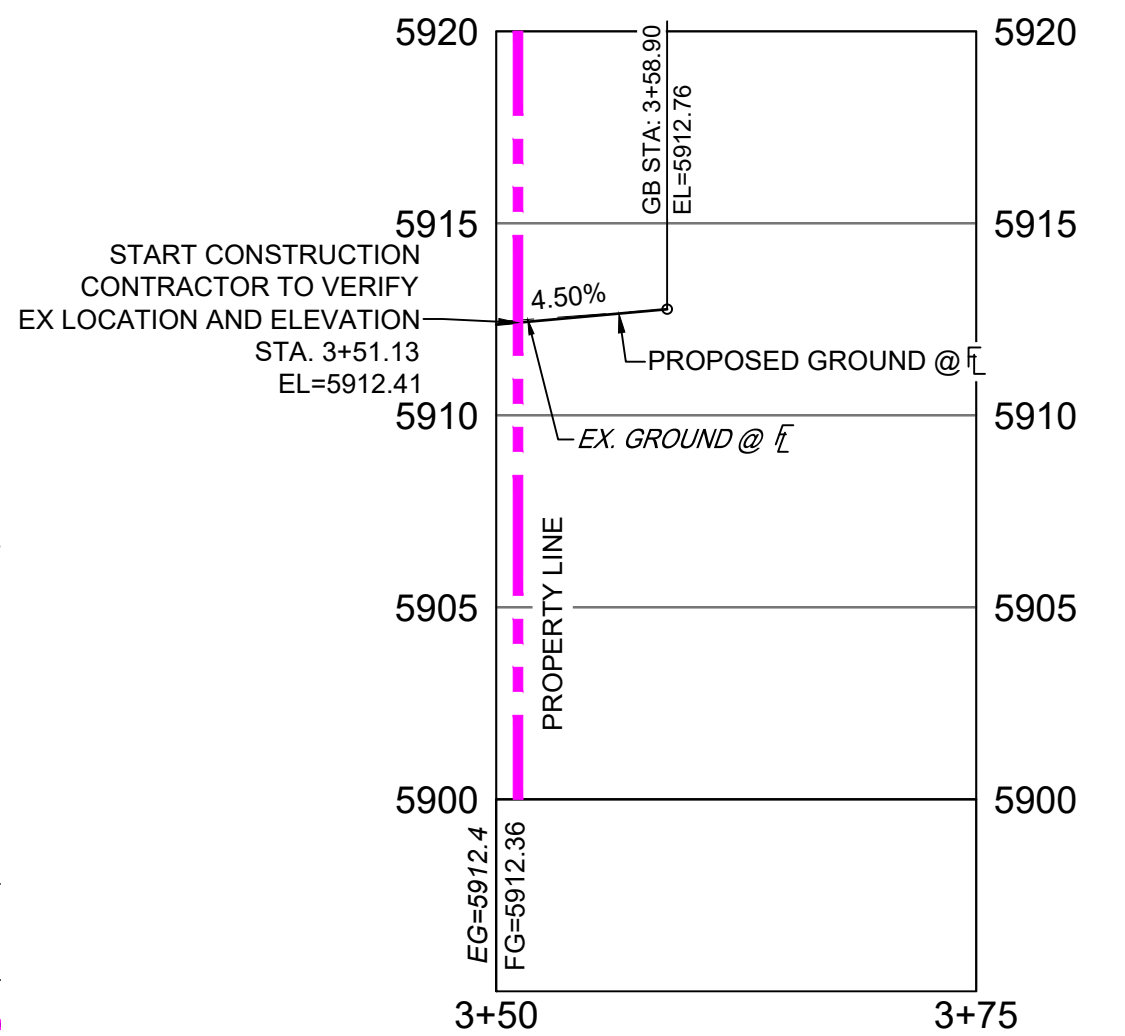 5920
5920
GB STA: 3+58.90
EL=5912.76
5915
5915
START CONSTRUCTION
CONTRACTOR TO VERIFY
EX LOCATION AND ELEVATION
STA. 3+51.13
EL=5912.41
4.50%
PROPOSED GROUND @ FL
5910
5910
EX. GROUND @ FL
PROPERTY LINE
5905
5905
5900
5900
EG=5912.4
FG=5912.36
3+50
3+75